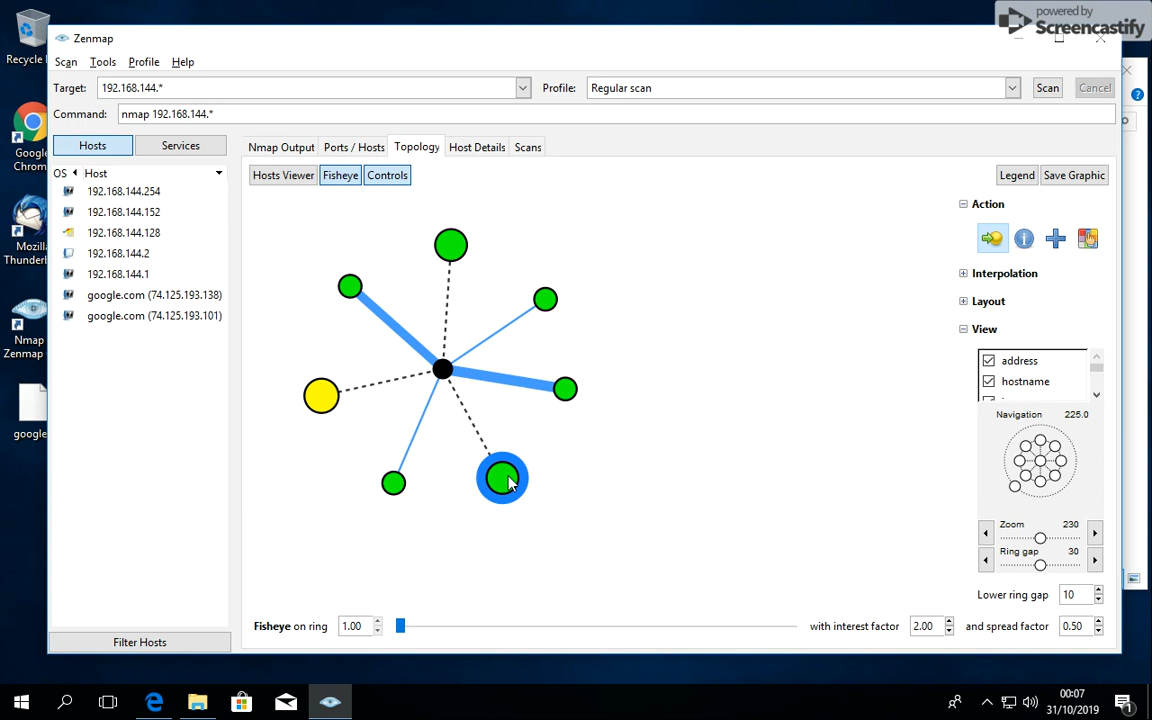 powered by
Screencastify
Recycle
Zenmap
Scan Tools Profile Help
Target: 192.168.144.* Profile: Regular scan Scan Cancel
Command: nmap 192.168.144.*
Hosts Services
Nmap Output Ports / Hosts Topology Host Details Scans
OS Host
Hosts Viewer Fisheye Controls Legend Save Graphic
192.168.144.254
192.168.144.152
192.168.144.128
192.168.144.2
192.168.144.1
google.com (74.125.193.138)
google.com (74.125.193.101)
Google
Chrom
Mozilla
Thunderb
Nmap
Zenmap
google
Action
Interpolation
Layout
View
address
hostname
Navigation 225.0
Zoom 230
Ring gap 30
Lower ring gap 10
Fisheye on ring 1.00 with interest factor 2.00 and spread factor 0.50
Filter Hosts
00:07
31/10/2019
1